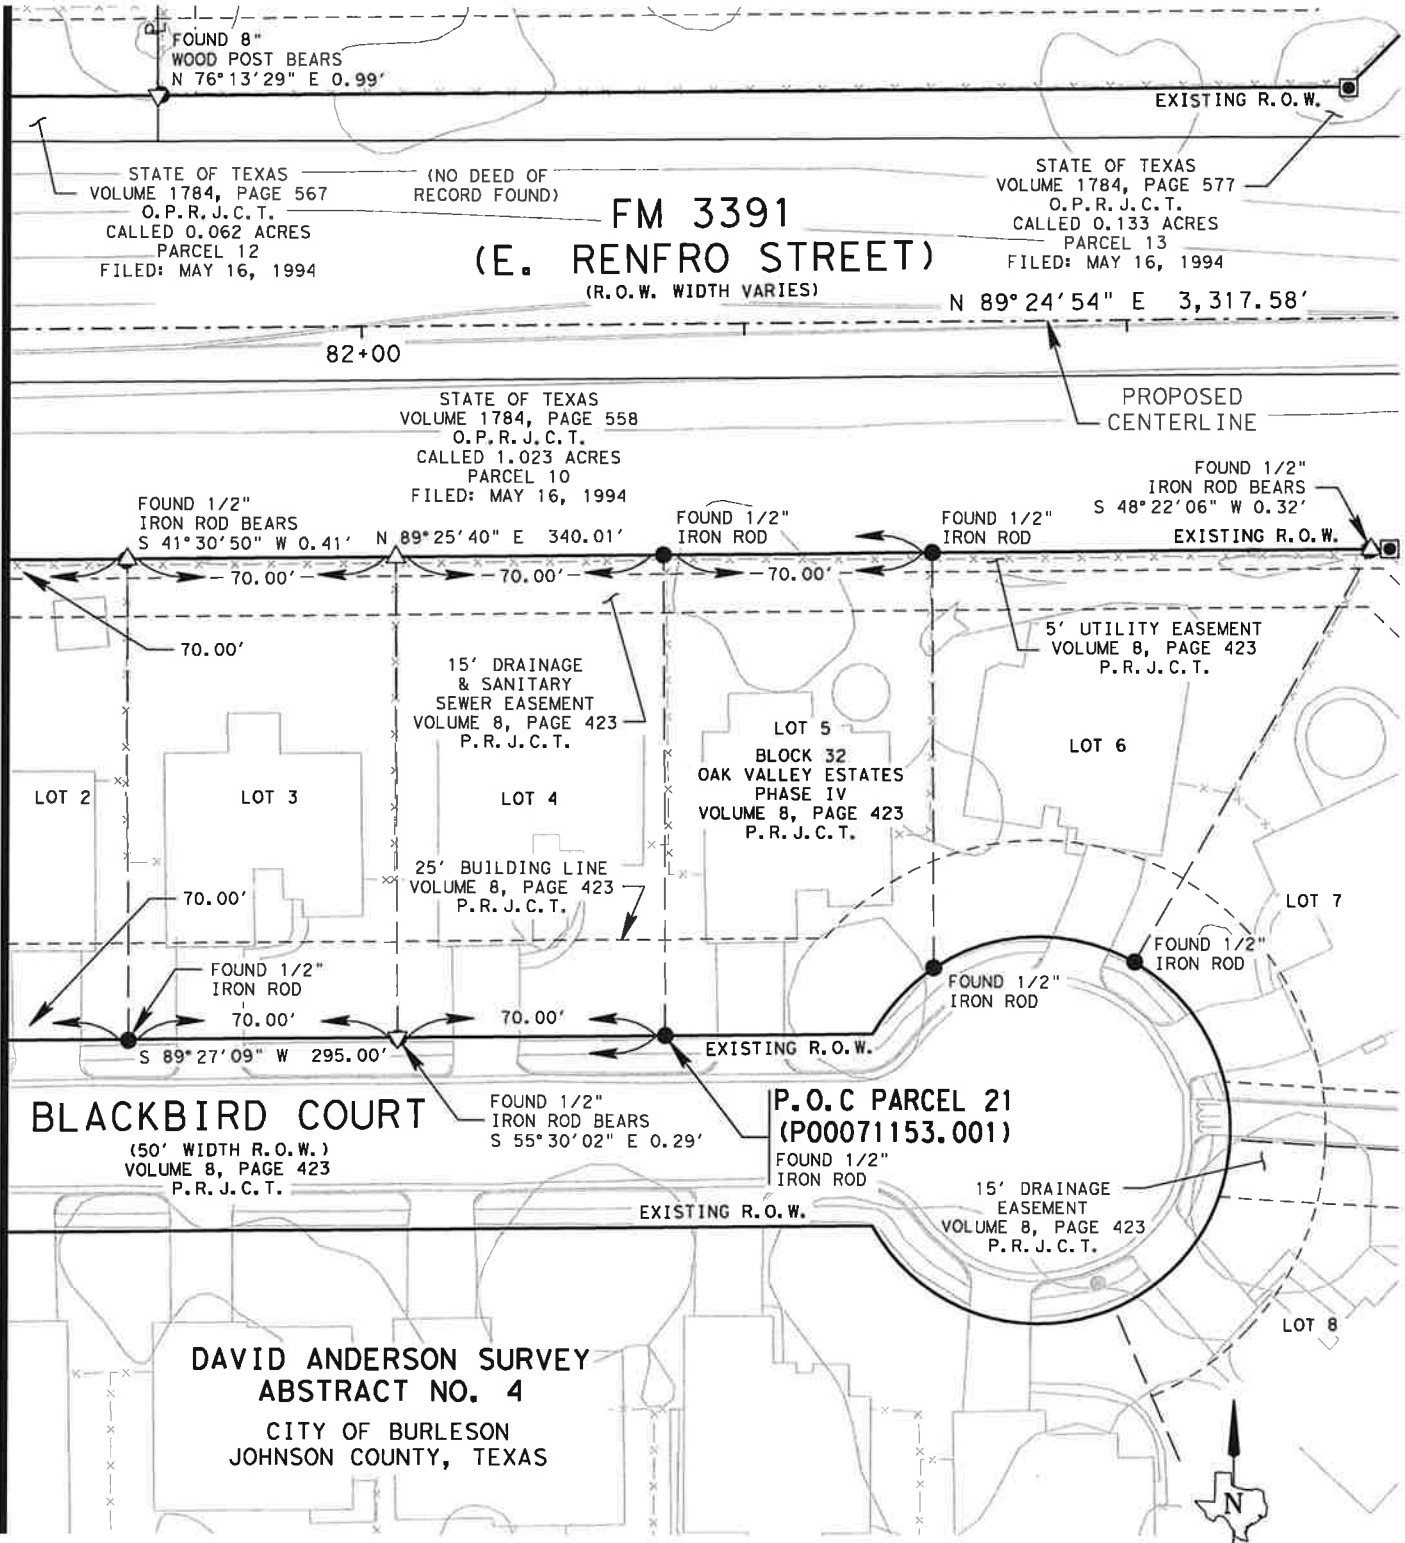 FOUND 8"
WOOD POST BEARS
N 76°13'29" E 0.99'
EXISTING R.O.W.
STATE OF TEXAS
VOLUME 1784, PAGE 567
O.P.R.J.C.T.
CALLED 0.062 ACRES
PARCEL 12
FILED: MAY 16, 1994
(NO DEED OF
RECORD FOUND)
STATE OF TEXAS
VOLUME 1784, PAGE 577
O.P.R.J.C.T.
CALLED 0.133 ACRES
PARCEL 13
FILED: MAY 16, 1994
FM 3391
(E. RENFRO STREET)
(R.O.W. WIDTH VARIES)
N 89°24'54" E 3,317.58'
82+00
PROPOSED
CENTERLINE
STATE OF TEXAS
VOLUME 1784, PAGE 558
O.P.R.J.C.T.
CALLED 1.023 ACRES
PARCEL 10
FILED: MAY 16, 1994
FOUND 1/2"
IRON ROD BEARS
S 41°30'50" W 0.41'
N 89°25'40" E 340.01'
FOUND 1/2"
IRON ROD
FOUND 1/2"
IRON ROD
FOUND 1/2"
IRON ROD BEARS
S 48°22'06" W 0.32'
EXISTING R.O.W.
70.00'
70.00'
70.00'
70.00'
5' UTILITY EASEMENT
VOLUME 8, PAGE 423
P.R.J.C.T.
15' DRAINAGE
& SANITARY
SEWER EASEMENT
VOLUME 8, PAGE 423
P.R.J.C.T.
LOT 2
LOT 3
LOT 4
LOT 5
BLOCK 32
OAK VALLEY ESTATES
PHASE IV
VOLUME 8, PAGE 423
P.R.J.C.T.
LOT 6
25' BUILDING LINE
VOLUME 8, PAGE 423
P.R.J.C.T.
70.00'
LOT 7
FOUND 1/2"
IRON ROD
FOUND 1/2"
IRON ROD
FOUND 1/2"
IRON ROD
70.00'
70.00'
S 89°27'09" W 295.00'
EXISTING R.O.W.
BLACKBIRD COURT
(50' WIDTH R.O.W.)
VOLUME 8, PAGE 423
P.R.J.C.T.
FOUND 1/2"
IRON ROD BEARS
S 55°30'02" E 0.29'
P.O.C PARCEL 21
(P00071153.001)
FOUND 1/2"
IRON ROD
EXISTING R.O.W.
15' DRAINAGE
EASEMENT
VOLUME 8, PAGE 423
P.R.J.C.T.
LOT 8
DAVID ANDERSON SURVEY
ABSTRACT NO. 4
CITY OF BURLESON
JOHNSON COUNTY, TEXAS
N